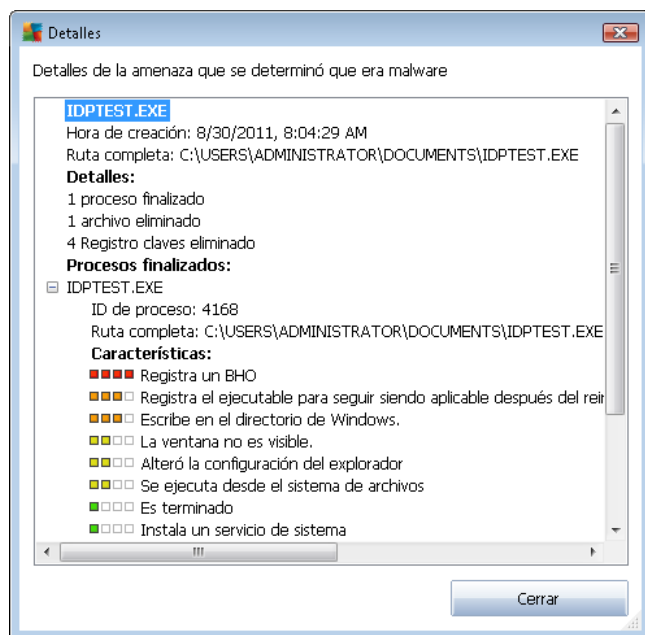 Detalles
Detalles de la amenaza que se determinó que era malware
IDPTEST.EXE
Hora de creación: 8/30/2011, 8:04:29 AM
Ruta completa: C:\USERS\ADMINISTRATOR\DOCUMENTS\IDPTEST.EXE
Detalles:
1 proceso finalizado
1 archivo eliminado
4 Registro claves eliminado
Procesos finalizados:
IDPTEST.EXE
ID de proceso: 4168
Ruta completa: C:\USERS\ADMINISTRATOR\DOCUMENTS\IDPTEST.EXE
Características:
Registra un BHO
Registra el ejecutable para seguir siendo aplicable después del rei
Escribe en el directorio de Windows.
La ventana no es visible.
Alteró la configuración del explorador
Se ejecuta desde el sistema de archivos
Es terminado
Instala un servicio de sistema
Cerrar